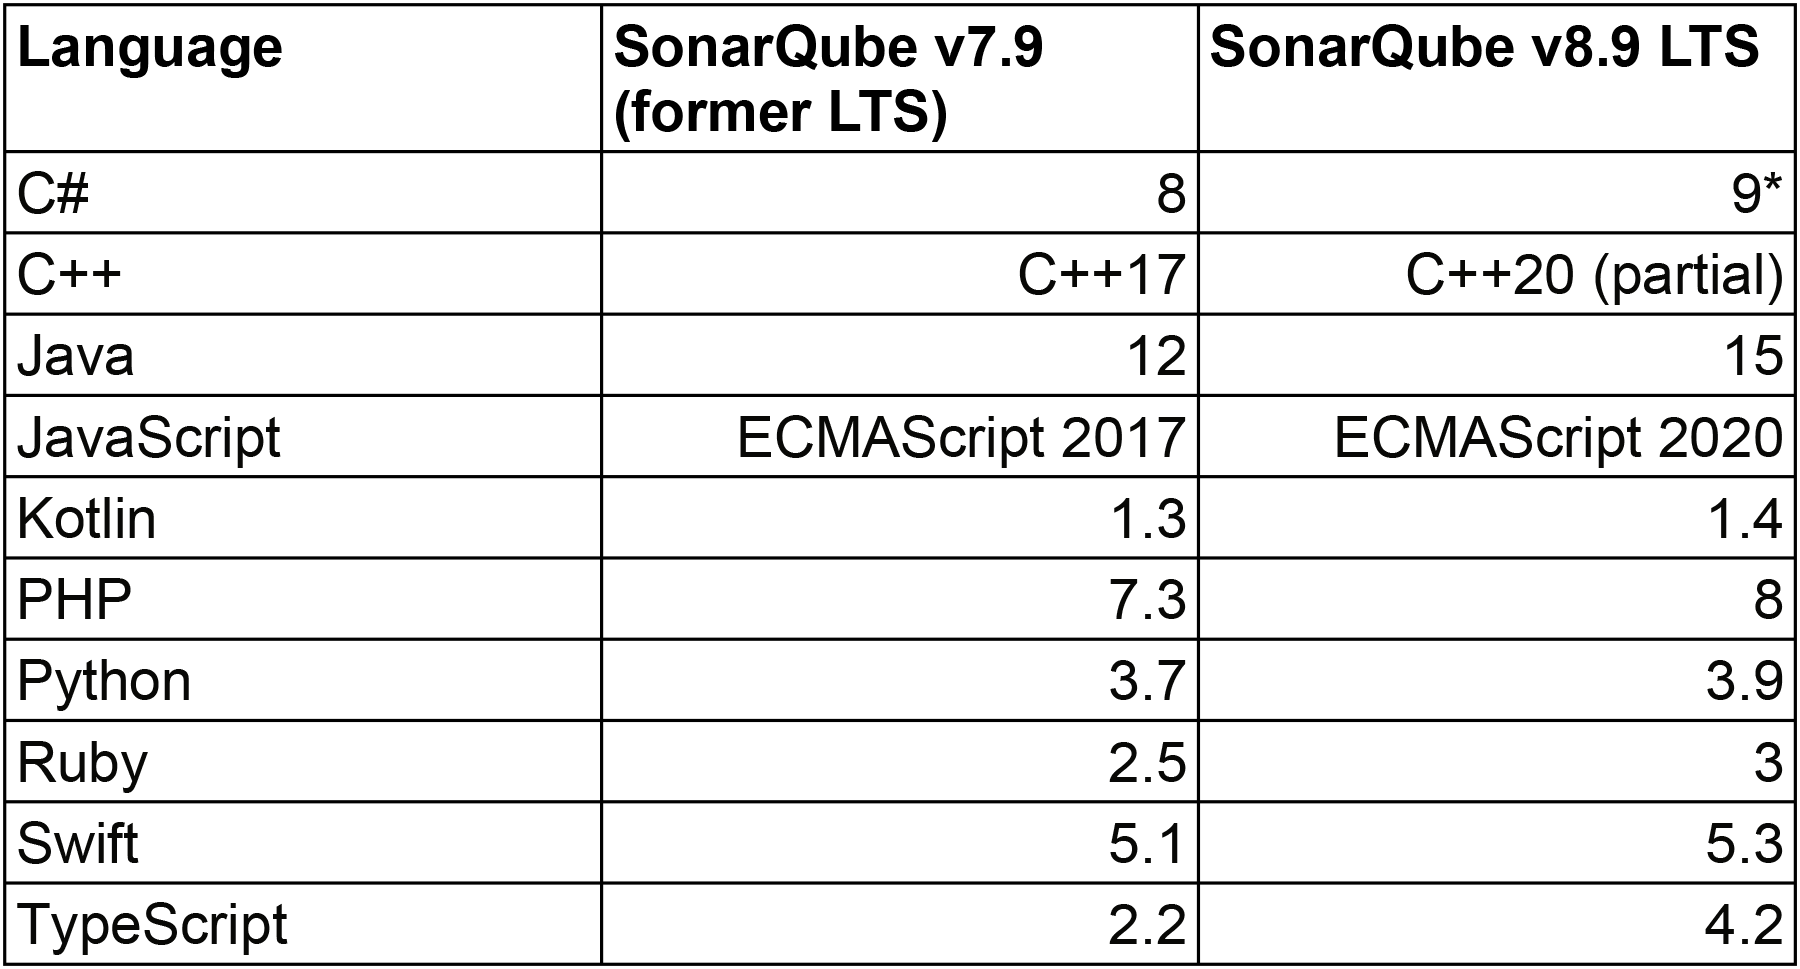 Language SonarQube v7.9 (former LTS) SonarQube v8.9 LTS
C# 8 9*
C++ C++17 C++20 (partial)
Java 12 15
JavaScript ECMAScript 2017 ECMAScript 2020
Kotlin 1.3 1.4
PHP 7.3 8
Python 3.7 3.9
Ruby 2.5 3
Swift 5.1 5.3
TypeScript 2.2 4.2